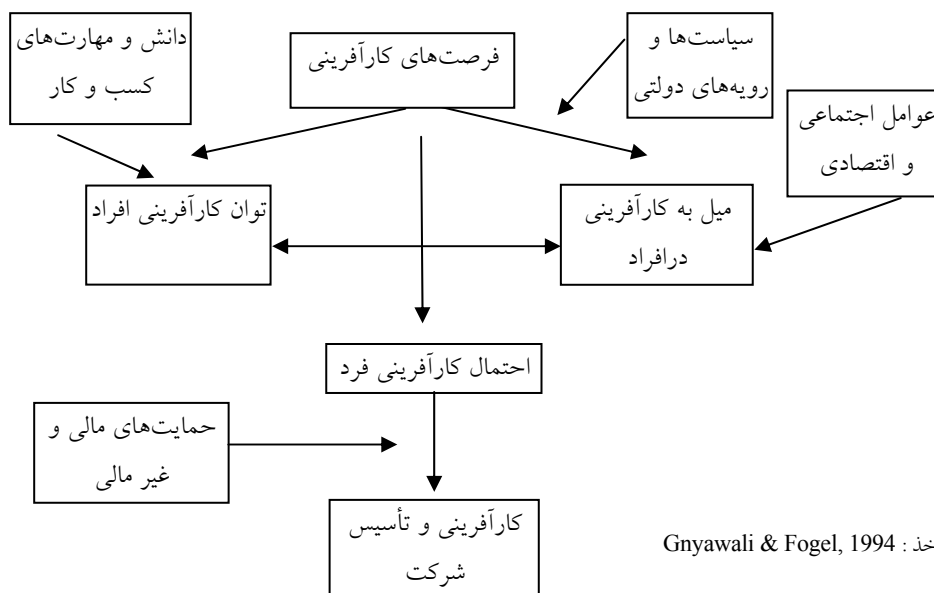 دانش و مهارت‌های
کسب و کار
فرصت‌های کارآفرینی
سیاست‌ها و
رویه‌های دولتی
عوامل اجتماعی
و اقتصادی
توان کارآفرینی افراد
میل به کارآفرینی
درافراد
احتمال کارآفرینی فرد
حمایت‌های مالی و
غیر مالی
کارآفرینی و تأسیس
شرکت
خذ : Gnyawali & Fogel, 1994